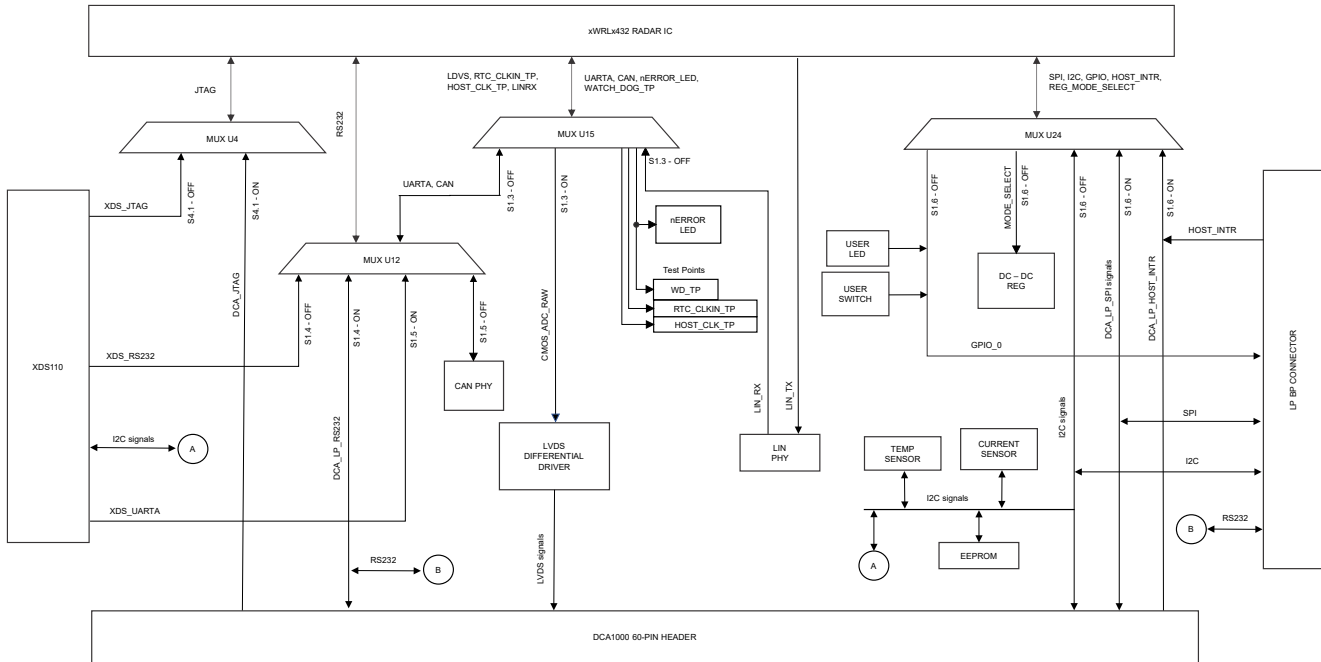 xWRLx432 RADAR IC
JTAG
RS232
LDVS, RTC_CLKIN_TP,
HOST_CLK_TP, LINRX
UARTA, CAN, nERROR_LED,
WATCH_DOG_TP
SPI, I2C, GPIO, HOST_INTR,
REG_MODE_SELECT
MUX U4
MUX U15
MUX U24
S1.3 - OFF
XDS_JTAG
S4.1 - OFF
S4.1 - ON
UARTA, CAN
S1.3 - OFF
S1.3 - ON
S1.6 - OFF
MODE_SELECT
S1.6 - OFF
S1.6 - OFF
S1.6 - ON
S1.6 - ON
nERROR
LED
HOST_INTR
MUX U12
USER
LED
USER
SWITCH
DC – DC
REG
Test Points
WD_TP
RTC_CLKIN_TP
HOST_CLK_TP
DCA_JTAG
S1.4 - OFF
S1.4 - ON
S1.5 - ON
S1.5 - OFF
CMOS_ADC_RAW
DCA_LP_SPI signals
DCA_LP_HOST_INTR
GPIO_0
XDS_RS232
XDS110
CAN PHY
LIN_RX
LIN_TX
LP BP CONNECTOR
I2C signals
A
DCA_LP_RS232
LVDS
DIFFERENTIAL
DRIVER
LIN
PHY
TEMP
SENSOR
CURRENT
SENSOR
I2C signals
SPI
I2C
XDS_UARTA
I2C signals
RS232
B
EEPROM
A
RS232
B
LVDS signals
DCA1000 60-PIN HEADER